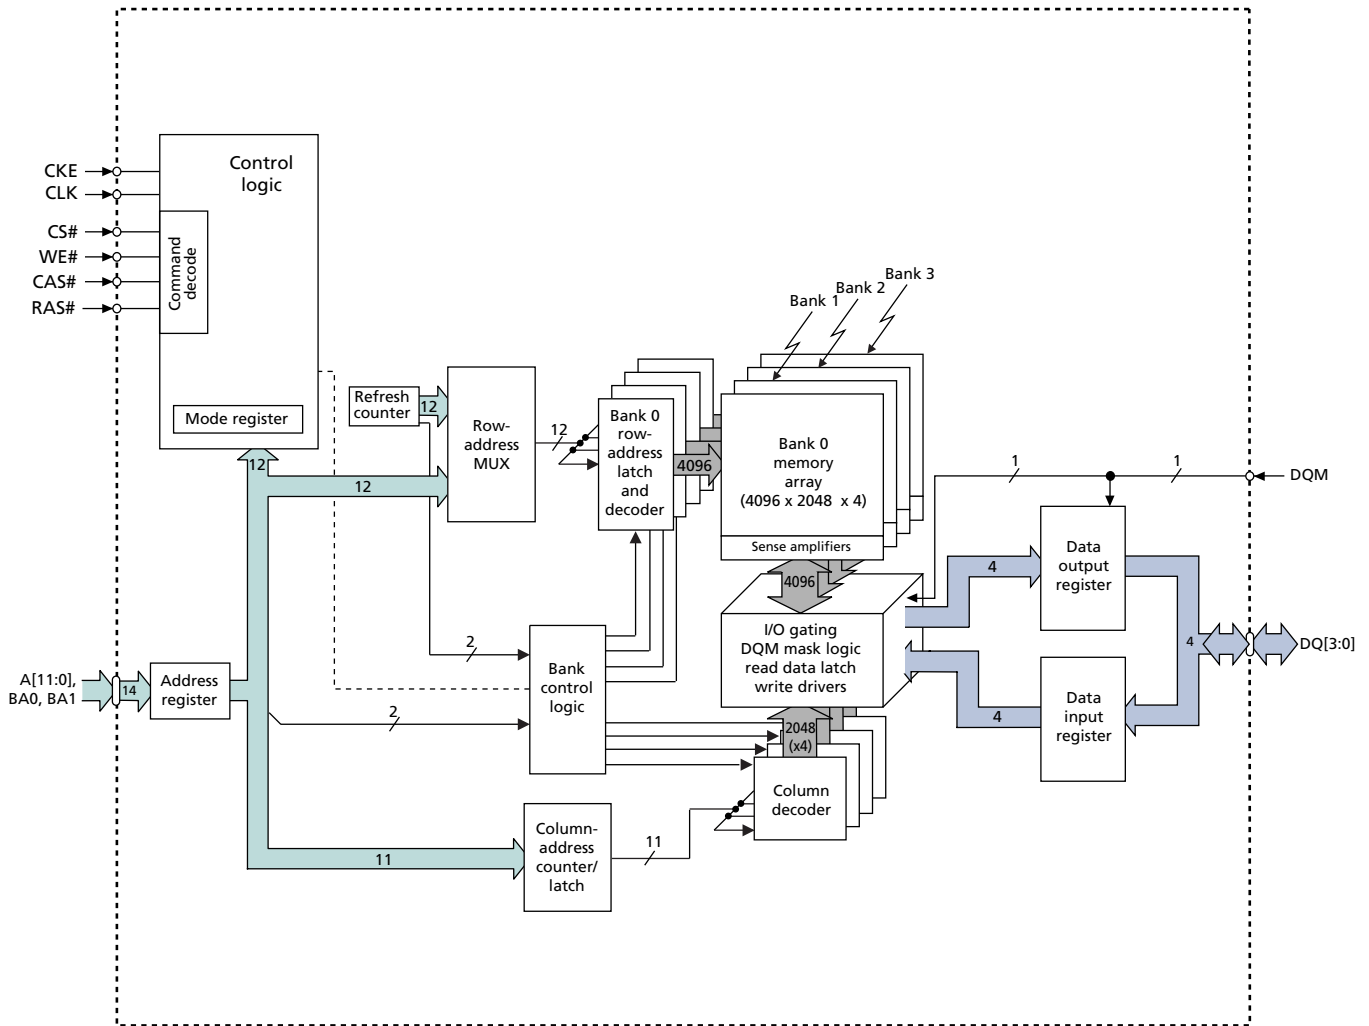 Control
logic
CKE
CLK
CS#
WE#
CAS#
RAS#
Command
decode
Mode register
Bank 3
Bank 2
Bank 1
Refresh
counter
12
Row-
address
MUX
12
Bank 0
row-
address
latch
and
decoder
4096
Bank 0
memory
array
(4096 x 2048 x 4)
Sense amplifiers
12
12
1
1
DQM
4096
4
Data
output
register
I/O gating
DQM mask logic
read data latch
write drivers
2
Bank
control
logic
4
DQ[3:0]
A[11:0],
BA0, BA1
14
Address
register
2
4
Data
input
register
2048
(x4)
Column
decoder
11
Column-
address
counter/
latch
11